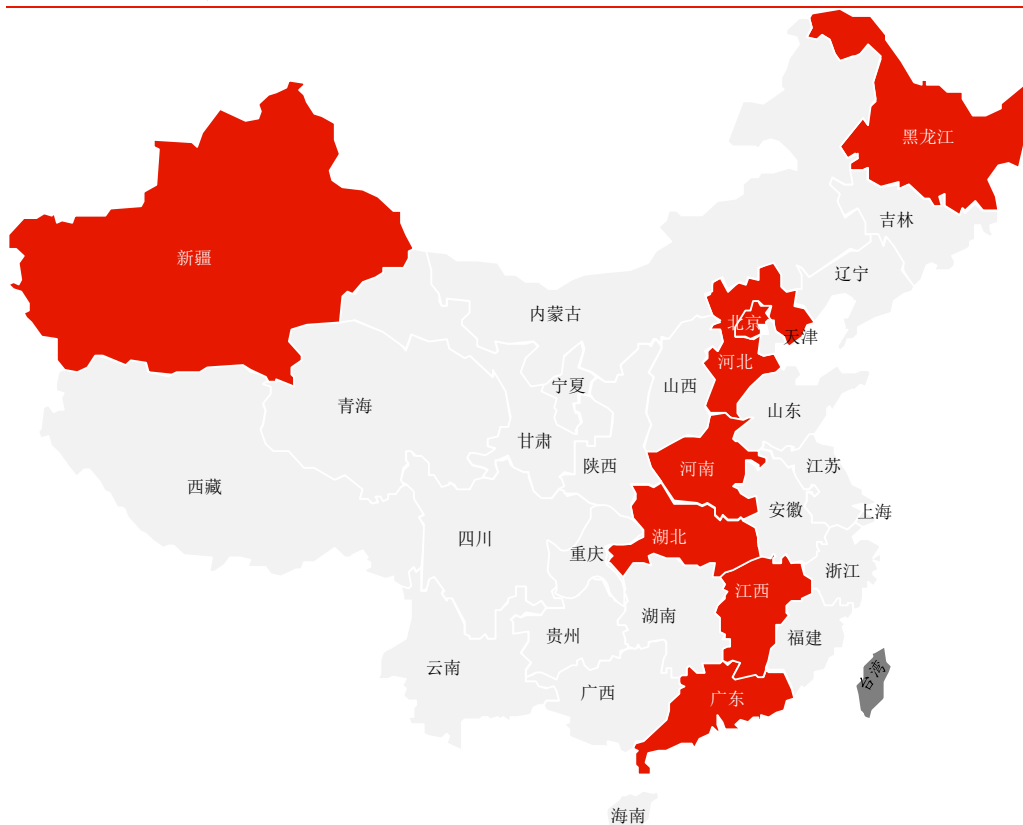 黑龙江
吉林
新疆
辽宁
内蒙古
北京
天津
河北
宁夏
山西
青海
山东
甘肃
陕西
河南
江苏
西藏
安徽
上海
四川
湖北
重庆
浙江
江西
湖南
贵州
福建
云南
台湾
广西
广东
海南